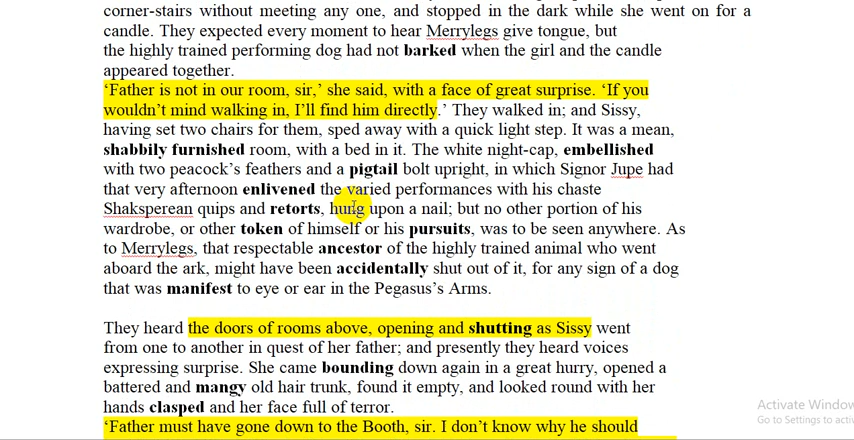 corner-stairs without meeting any one, and stopped in the dark while she went on for a
candle. They expected every moment to hear Merrylegs give tongue, but
the highly trained performing dog had not barked when the girl and the candle
appeared together.
‘Father is not in our room, sir,’ she said, with a face of great surprise. ‘If you
wouldn’t mind walking in, I’ll find him directly.’ They walked in; and Sissy,
having set two chairs for them, sped away with a quick light step. It was a mean,
shabbily furnished room, with a bed in it. The white night-cap, embellished
with two peacock’s feathers and a pigtail bolt upright, in which Signor Jupe had
that very afternoon enlivened the varied performances with his chaste
Shaksperean quips and retorts, hung upon a nail; but no other portion of his
wardrobe, or other token of himself or his pursuits, was to be seen anywhere. As
to Merrylegs, that respectable ancestor of the highly trained animal who went
aboard the ark, might have been accidentally shut out of it, for any sign of a dog
that was manifest to eye or ear in the Pegasus’s Arms.
They heard the doors of rooms above, opening and shutting as Sissy went
from one to another in quest of her father; and presently they heard voices
expressing surprise. She came bounding down again in a great hurry, opened a
battered and mangy old hair trunk, found it empty, and looked round with her
hands clasped and her face full of terror.
‘Father must have gone down to the Booth, sir. I don’t know why he should
Activate Window
Go to Settings to activ